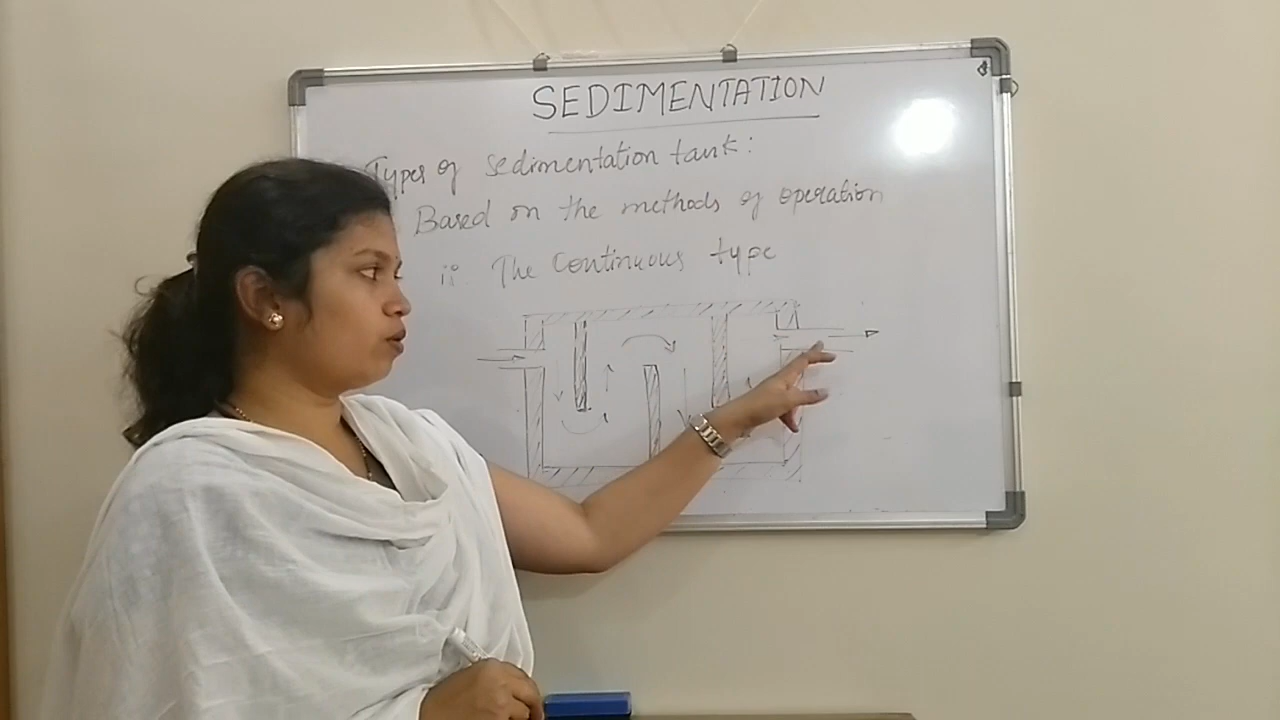 SEDIMENTATION
Types of sedimentation tank:
Based on the methods of operation
ii. The Continuous type